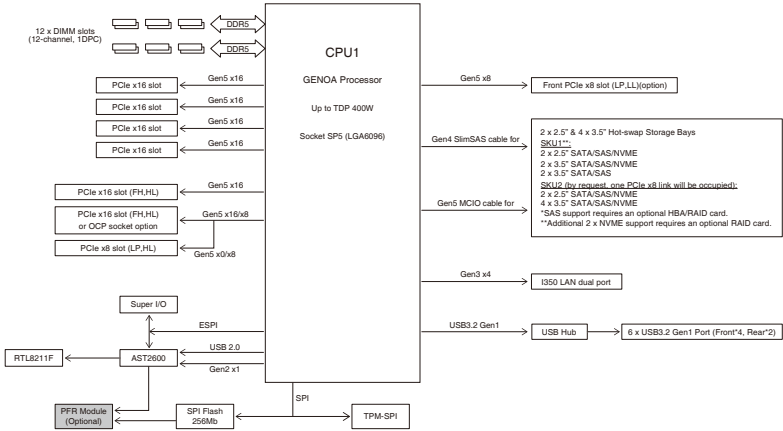 12 x DIMM slots
(12-channel, 1DPC)
DDR5
DDR5
CPU1
GENOA Processor
Up to TDP 400W
Socket SP5 (LGA6096)
PCIe x16 slot
Gen5 x16
PCIe x16 slot
Gen5 x16
PCIe x16 slot
Gen5 x16
PCIe x16 slot
Gen5 x16
PCIe x16 slot (FH,HL)
Gen5 x16
PCIe x16 slot (FH,HL)
or OCP socket option
Gen5 x16/x8
PCIe x8 slot (LP,HL)
Gen5 x0/x8
Gen5 x8
Front PCIe x8 slot (LP,LL)(option)
Gen4 SlimSAS cable for
Gen5 MCIO cable for
2 x 2.5" & 4 x 3.5" Hot-swap Storage Bays
SKU1**:
2 x 2.5" SATA/SAS/NVME
2 x 3.5" SATA/SAS/NVME
2 x 3.5" SATA/SAS
SKU2 (by request, one PCIe x8 link will be occupied):
2 x 2.5" SATA/SAS/NVME
4 x 3.5" SATA/SAS/NVME
*SAS support requires an optional HBA/RAID card.
**Additional 2 x NVME support requires an optional RAID card.
Gen3 x4
I350 LAN dual port
USB3.2 Gen1
USB Hub
6 x USB3.2 Gen1 Port (Front*4, Rear*2)
Super I/O
ESPI
USB 2.0
Gen2 x1
RTL8211F
AST2600
SPI
PFR Module
(Optional)
SPI Flash
256Mb
TPM-SPI